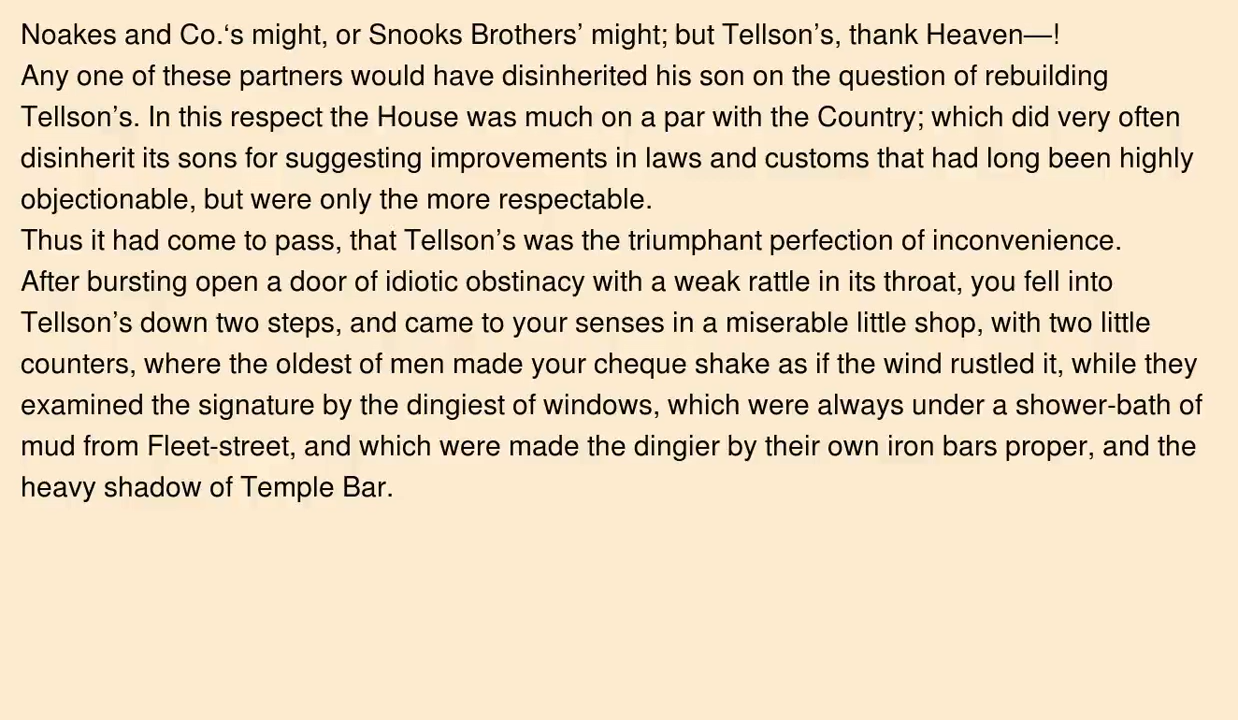 Noakes and Co.‘s might, or Snooks Brothers’ might; but Tellson’s, thank Heaven—!
Any one of these partners would have disinherited his son on the question of rebuilding
Tellson’s. In this respect the House was much on a par with the Country; which did very often
disinherit its sons for suggesting improvements in laws and customs that had long been highly
objectionable, but were only the more respectable.
Thus it had come to pass, that Tellson’s was the triumphant perfection of inconvenience.
After bursting open a door of idiotic obstinacy with a weak rattle in its throat, you fell into
Tellson’s down two steps, and came to your senses in a miserable little shop, with two little
counters, where the oldest of men made your cheque shake as if the wind rustled it, while they
examined the signature by the dingiest of windows, which were always under a shower-bath of
mud from Fleet-street, and which were made the dingier by their own iron bars proper, and the
heavy shadow of Temple Bar.